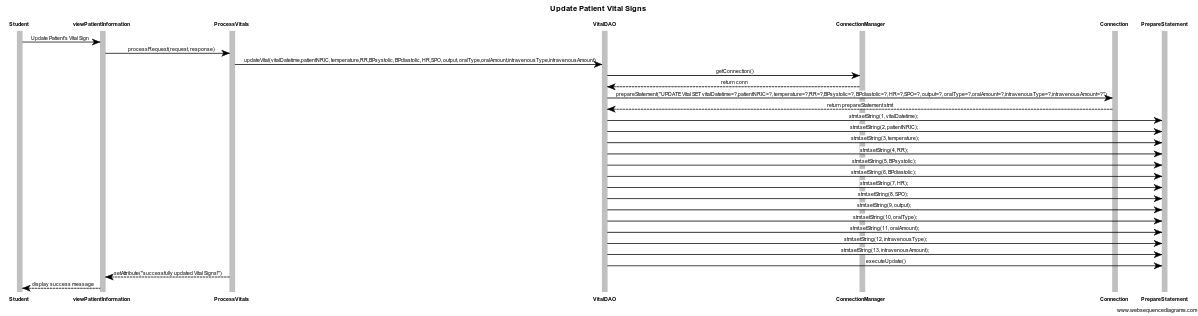 Update Patient Vital Signs
Student viewPatientInformation ProcessVitals VitalDAO ConnectionManager Connection PrepareStatement
Update Patient's Vital Sign
processRequest(request, response)
updateVital(vitalDatetime,patientNRIC, temperature,RR,BPsystolic, BPdiastolic, HR,SPO, output, oralType,oralAmount,intravenousType,intravenousAmount)
getConnection()
return conn
prepareStatement("UPDATE Vital SET vitalDatetime=?,patientNRIC=?, temperature=?,RR=?,BPsystolic=?, BPdiastolic=?, HR=?,SPO=?, output=?, oralType=?,oralAmount=?,intravenousType=?,intravenousAmount=?")
return prepareStatement stmt
stmt.setString(1, vitalDatetime);
stmt.setString(2, patientNRIC);
stmt.setString(3, temperature);
stmt.setString(4, RR);
stmt.setString(5, BPsystolic);
stmt.setString(6, BPdiastolic);
stmt.setString(7, HR);
stmt.setString(8, SPO);
stmt.setString(9, output);
stmt.setString(10, oralType);
stmt.setString(11, oralAmount);
stmt.setString(12, intravenousType);
stmt.setString(13, intravenousAmount);
executeUpdate()
setAttribute("successfully updated Vital Signs!")
display success message
Student viewPatientInformation ProcessVitals VitalDAO ConnectionManager Connection PrepareStatement
www.websequencediagrams.com